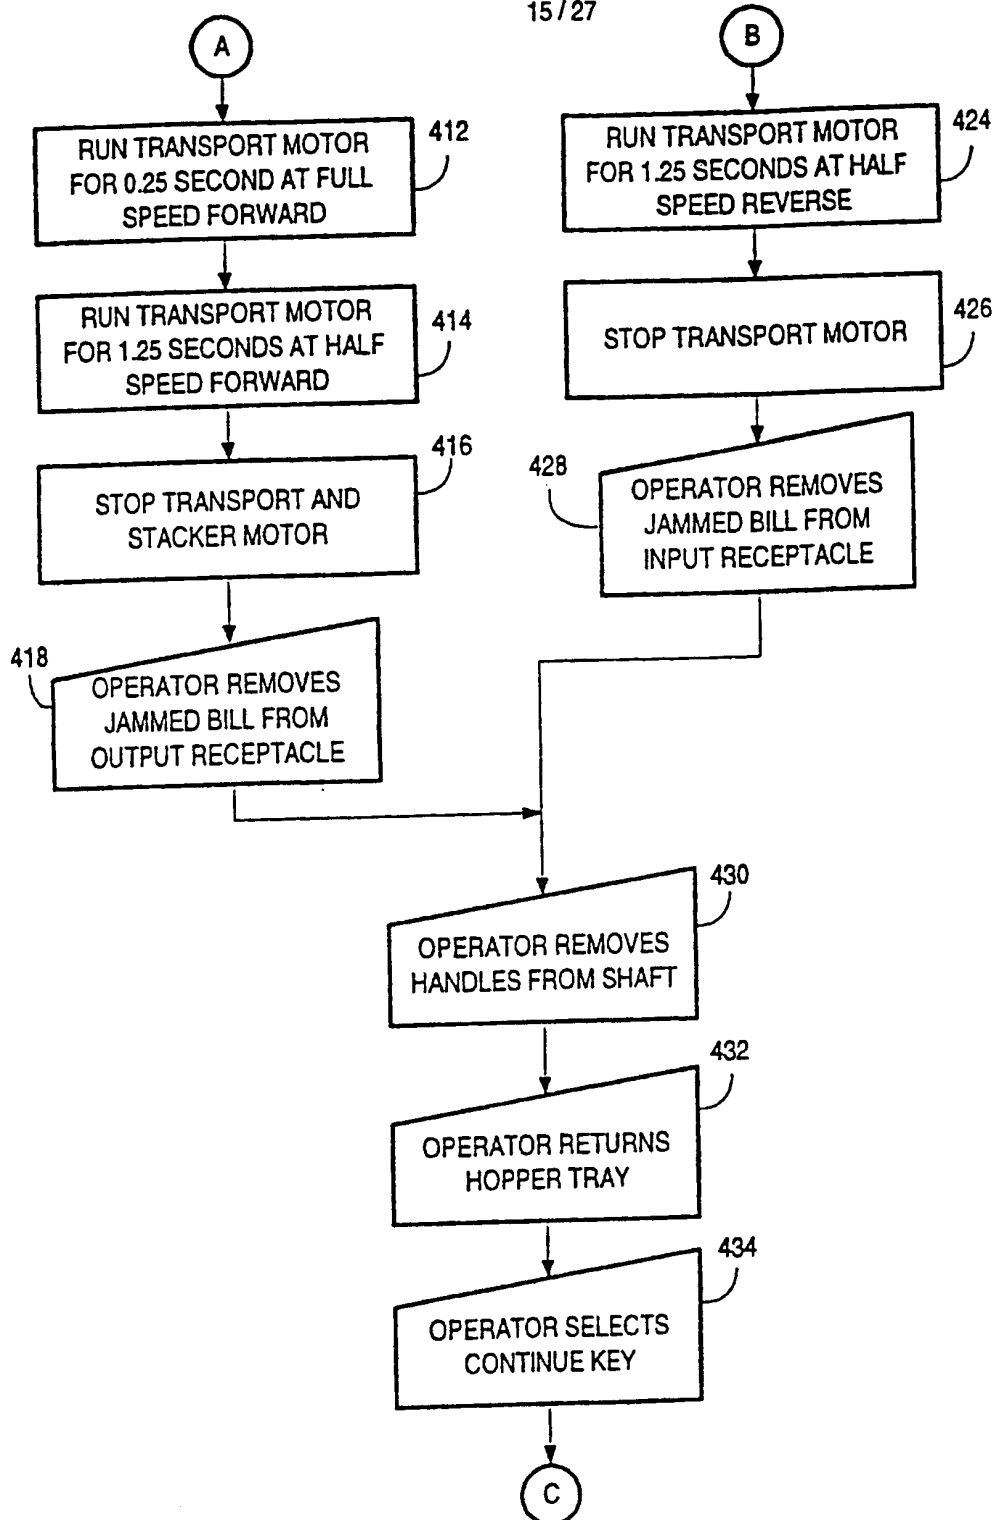 15/27
A
RUN TRANSPORT MOTOR
FOR 0.25 SECOND AT FULL
SPEED FORWARD
412
RUN TRANSPORT MOTOR
FOR 1.25 SECONDS AT HALF
SPEED FORWARD
414
STOP TRANSPORT AND
STACKER MOTOR
416
OPERATOR REMOVES
JAMMED BILL FROM
OUTPUT RECEPTACLE
418
B
RUN TRANSPORT MOTOR
FOR 1.25 SECONDS AT HALF
SPEED REVERSE
424
STOP TRANSPORT MOTOR
426
OPERATOR REMOVES
JAMMED BILL FROM
INPUT RECEPTACLE
428
OPERATOR REMOVES
HANDLES FROM SHAFT
430
OPERATOR RETURNS
HOPPER TRAY
432
OPERATOR SELECTS
CONTINUE KEY
434
C